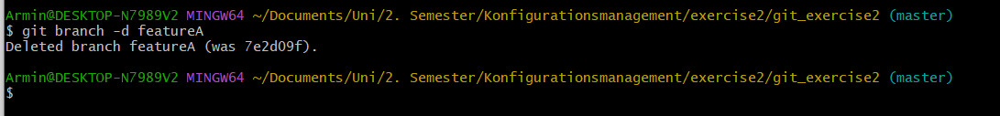 Armin@DESKTOP-N7989V2 MINGW64 ~/Documents/Uni/2. Semester/Konfigurationsmanagement/exercise2/git_exercise2 (master)
$ git branch -d featureA
Deleted branch featureA (was 7e2d09f).
Armin@DESKTOP-N7989V2 MINGW64 ~/Documents/Uni/2. Semester/Konfigurationsmanagement/exercise2/git_exercise2 (master)
$